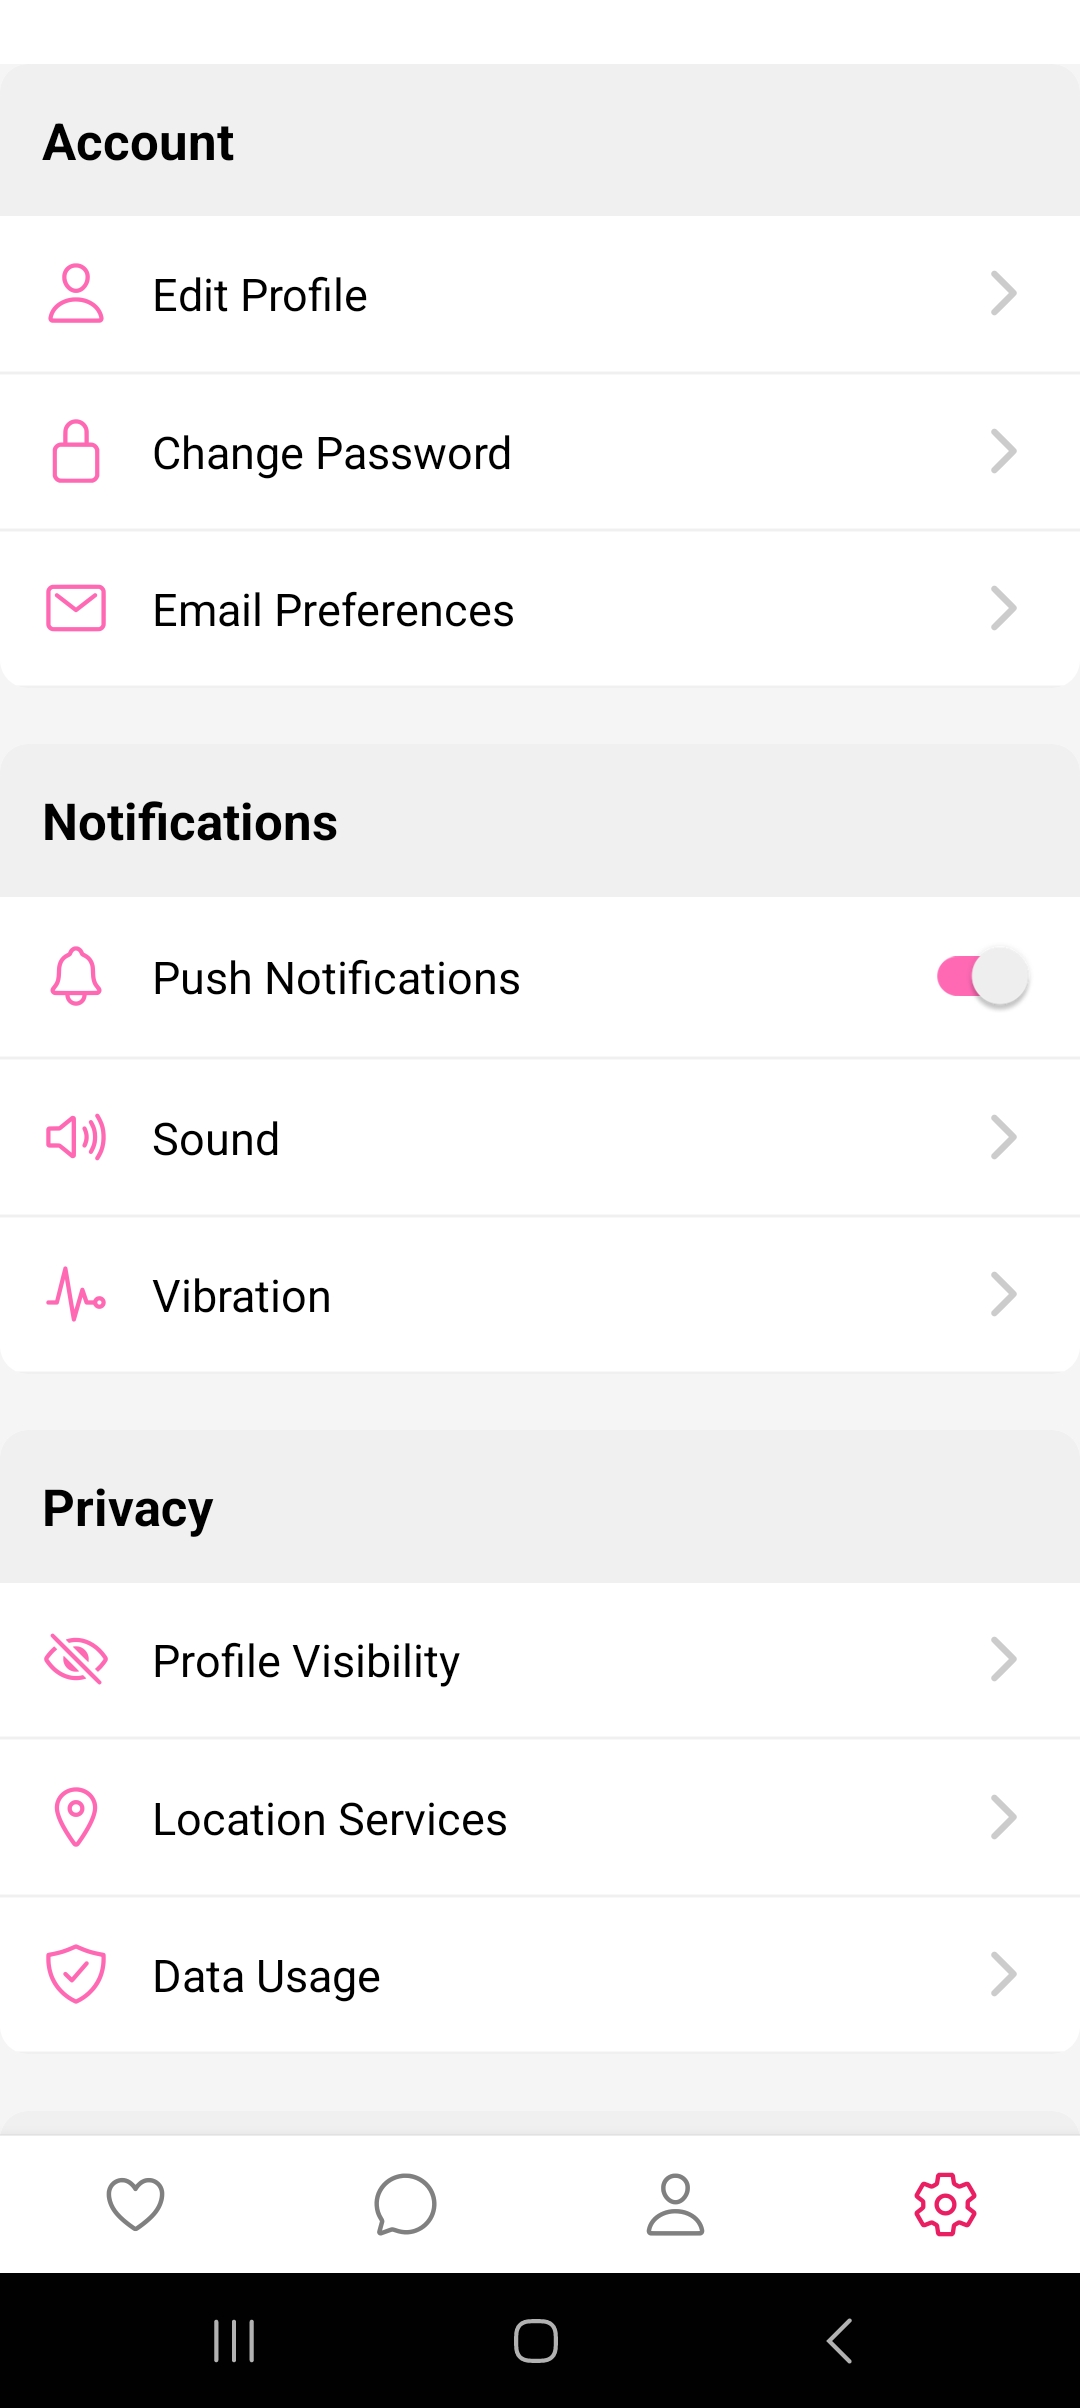 Account
Edit Profile
Change Password
Email Preferences
Notifications
Push Notifications
Sound
Vibration
Privacy
Profile Visibility
Location Services
Data Usage